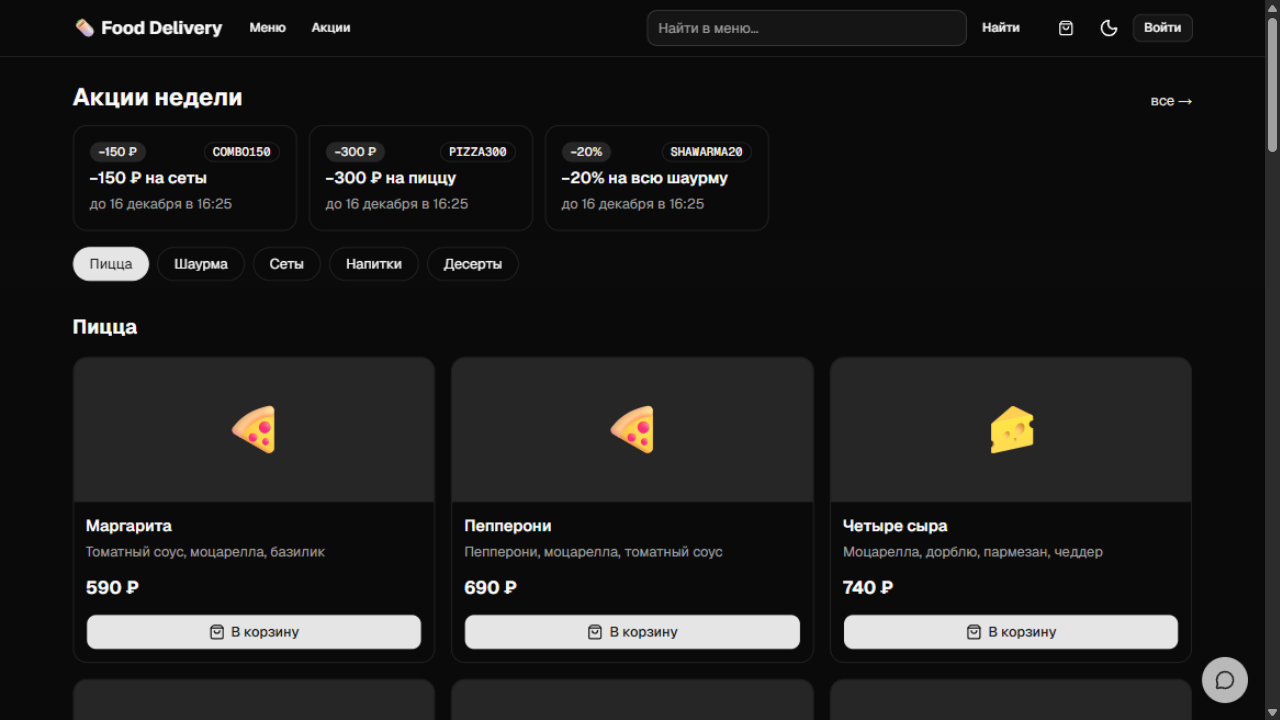 Food Delivery Меню Акции Найти в меню... Найти Войти
Акции недели все →
−150 ₽ COMBO150
−150 ₽ на сеты
до 16 декабря в 16:25
−300 ₽ PIZZA300
−300 ₽ на пиццу
до 16 декабря в 16:25
−20% SHAWARMA20
−20% на всю шаурму
до 16 декабря в 16:25
Пицца Шаурма Сеты Напитки Десерты
Пицца
Маргарита
Томатный соус, моцарелла, базилик
590 ₽
В корзину
Пепперони
Пепперони, моцарелла, томатный соус
690 ₽
В корзину
Четыре сыра
Моцарелла, дорблю, пармезан, чеддер
740 ₽
В корзину